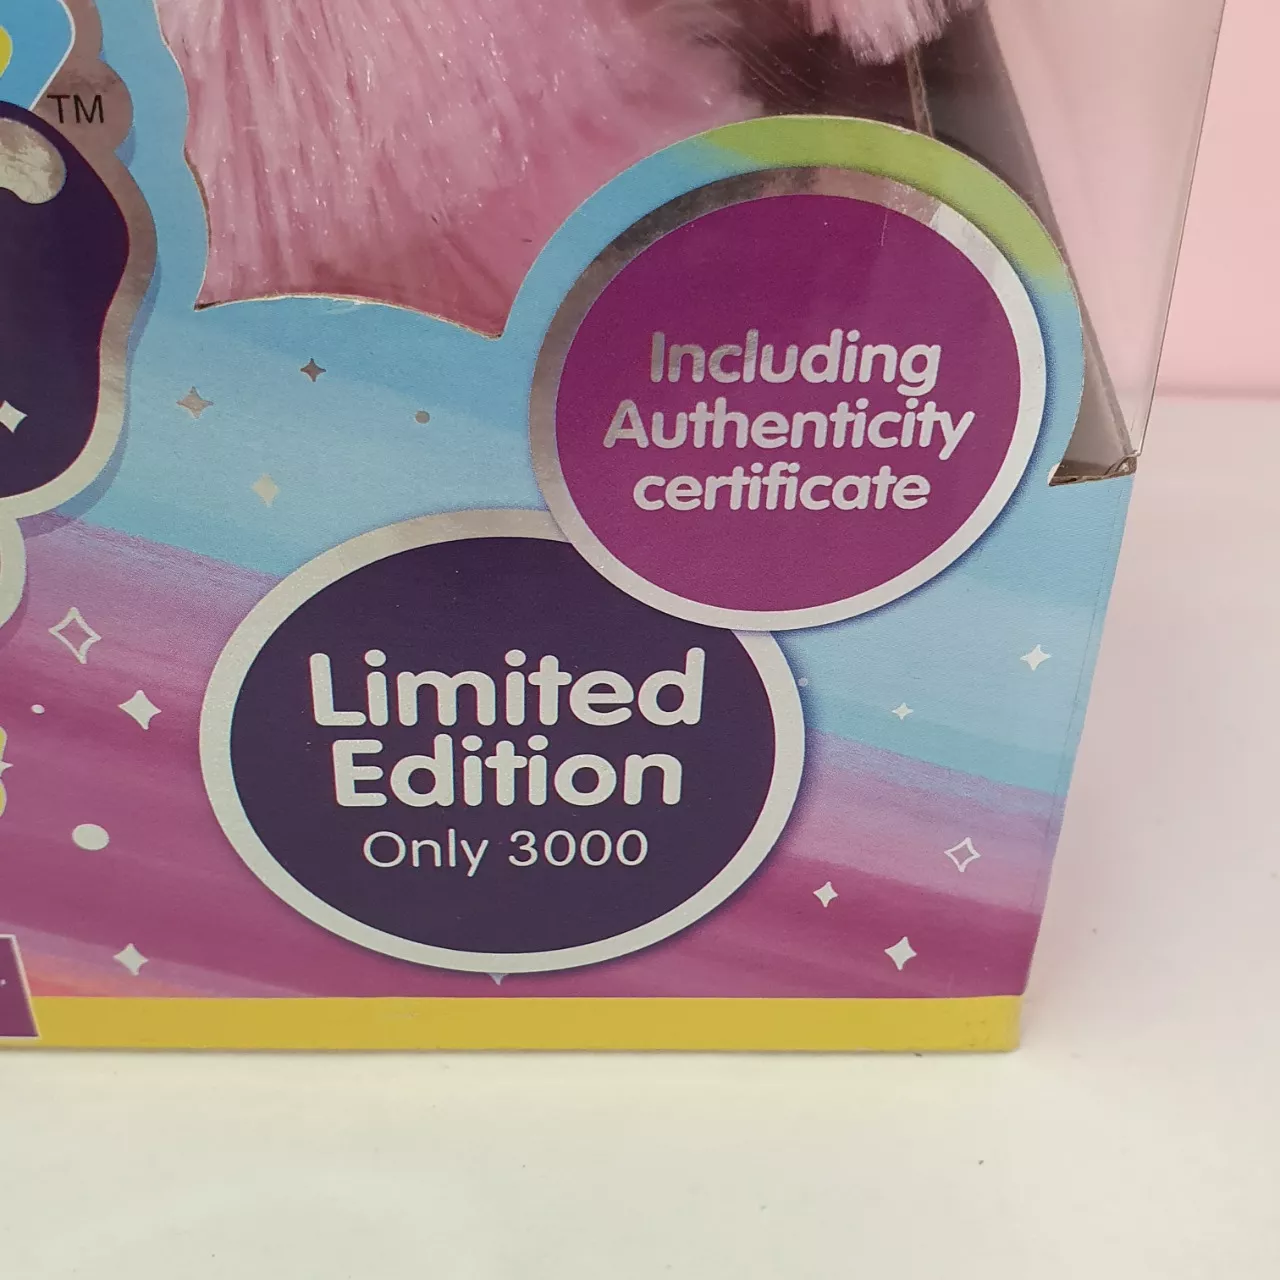 TM
Including
Authenticity
certificate
Limited
Edition
Only 3000